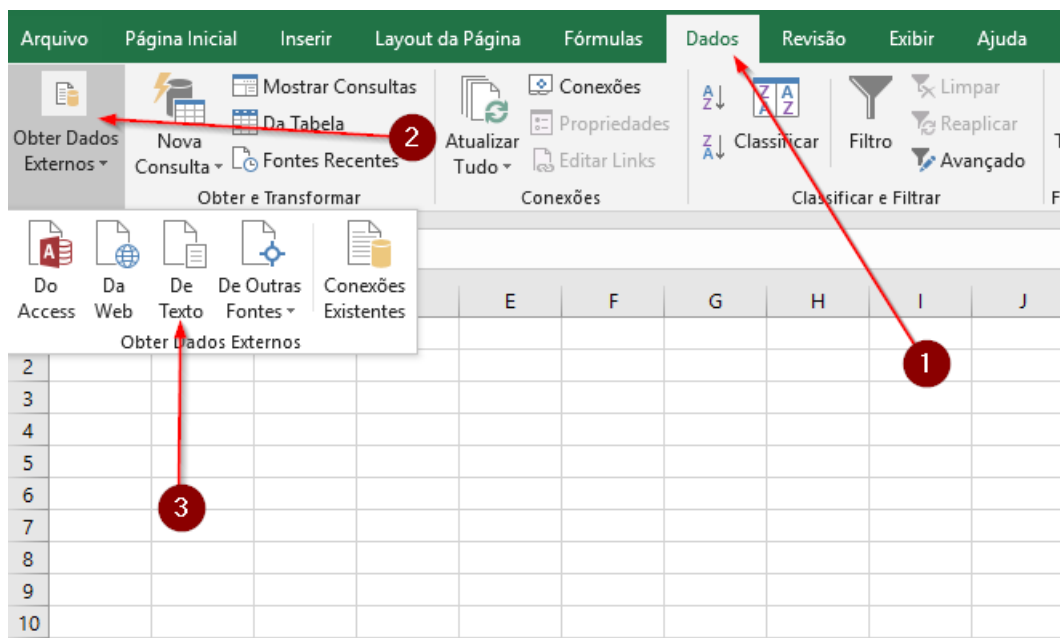 Arquivo Página Inicial Inserir Layout da Página Fórmulas Dados Revisão Exibir Ajuda
Obter Dados
Externos
Nova
Consulta
Mostrar Consultas
Da Tabela
Fontes Recentes
Obter e Transformar
Atualizar
Tudo
Conexões
Propriedades
Editar Links
Conexões
A
Z
Z
A
Z A
A Z
Classificar
Filtro
Limpar
Reaplicar
Avançado
Classificar e Filtrar
T
F
2
1
A
Do
Access
Da
Web
De
Texto
De Outras
Fontes
Conexões
Existentes
Obter Dados Externos
3
E F G H I J
2
3
4
5
6
7
8
9
10